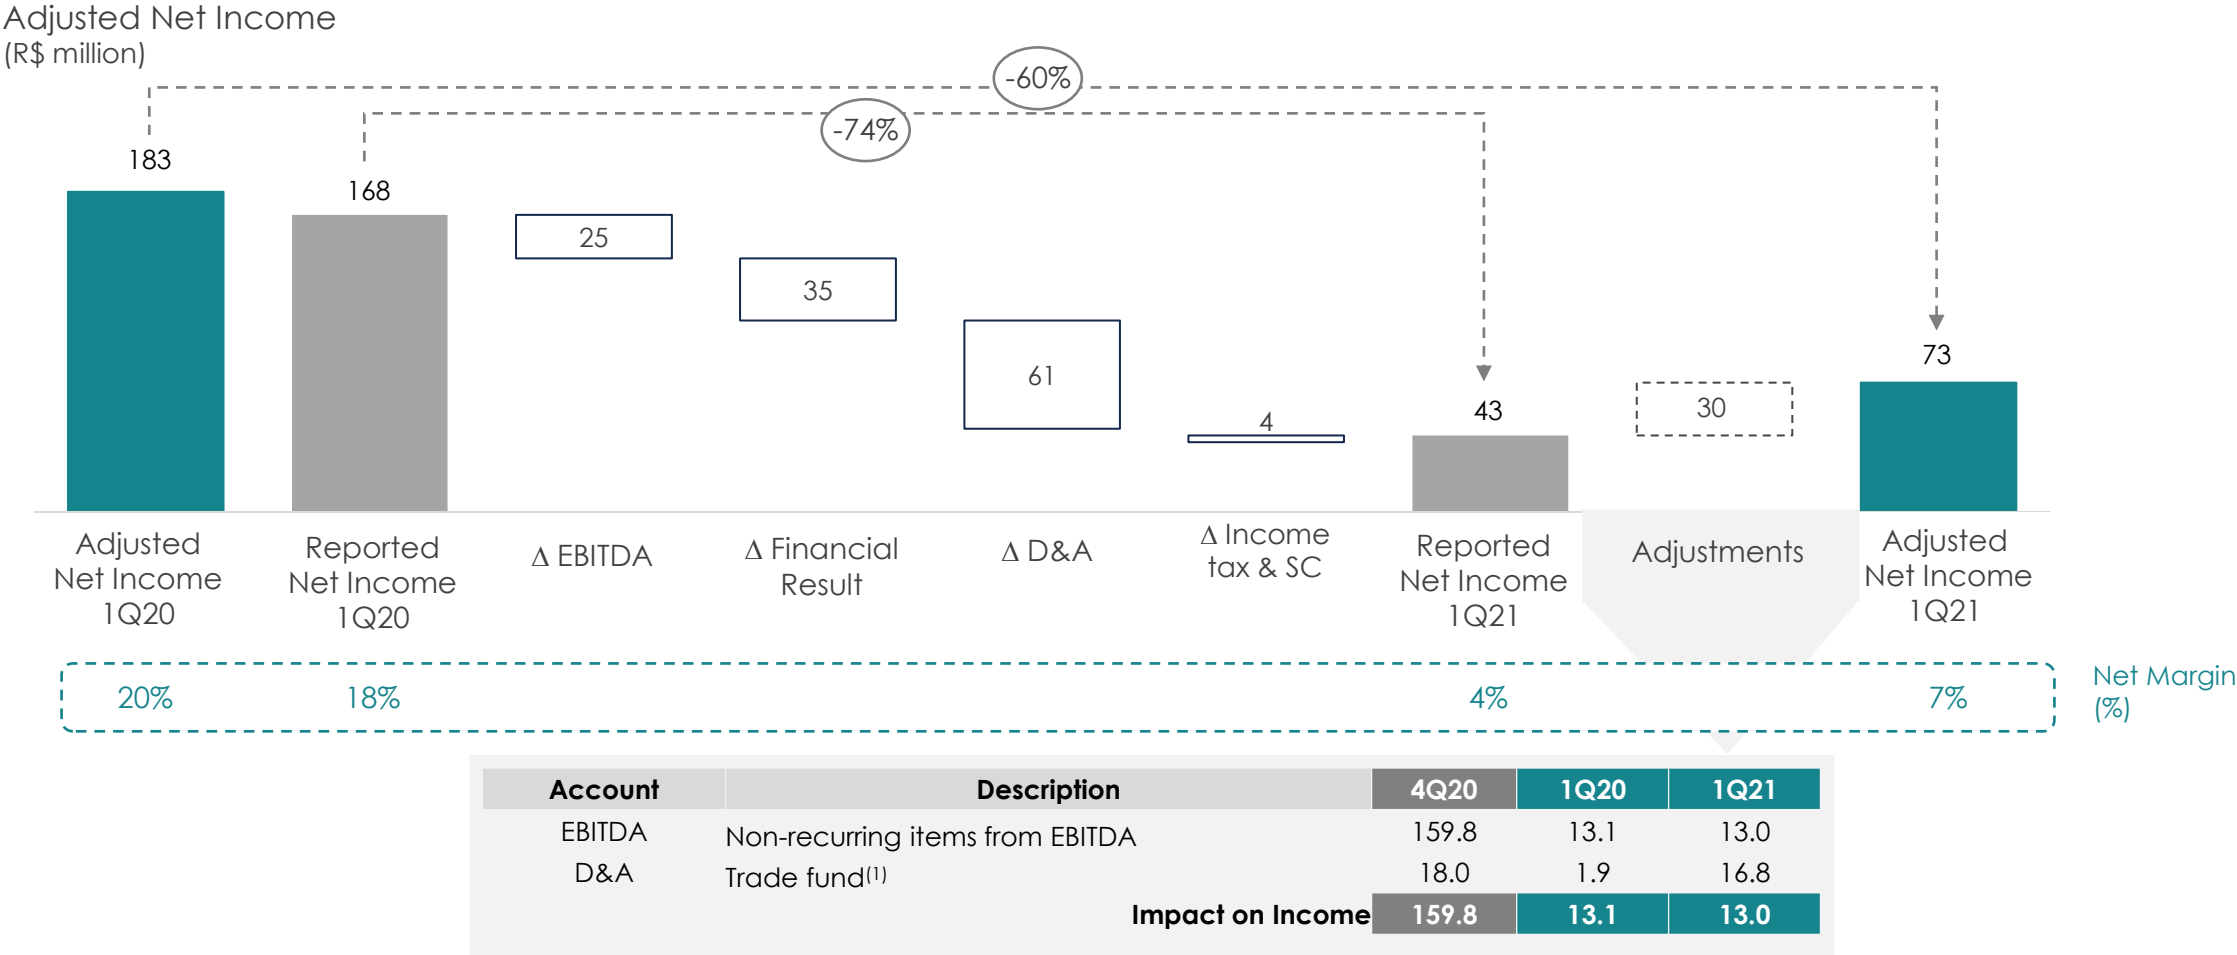 Adjusted Net Income
(R$ million)
-60%
-74%
183
168
25
35
61
4
43
30
73
Adjusted
Net Income
1Q20
Reported
Net Income
1Q20
Δ EBITDA
Δ Financial
Result
Δ D&A
Δ Income
tax & SC
Reported
Net Income
1Q21
Adjustments
Adjusted
Net Income
1Q21
20% 18% 4% 7%
Net Margin
(%)
Account Description 4Q20 1Q20 1Q21
EBITDA Non-recurring items from EBITDA 159.8 13.1 13.0
D&A Trade fund(1) 18.0 1.9 16.8
Impact on Income 159.8 13.1 13.0